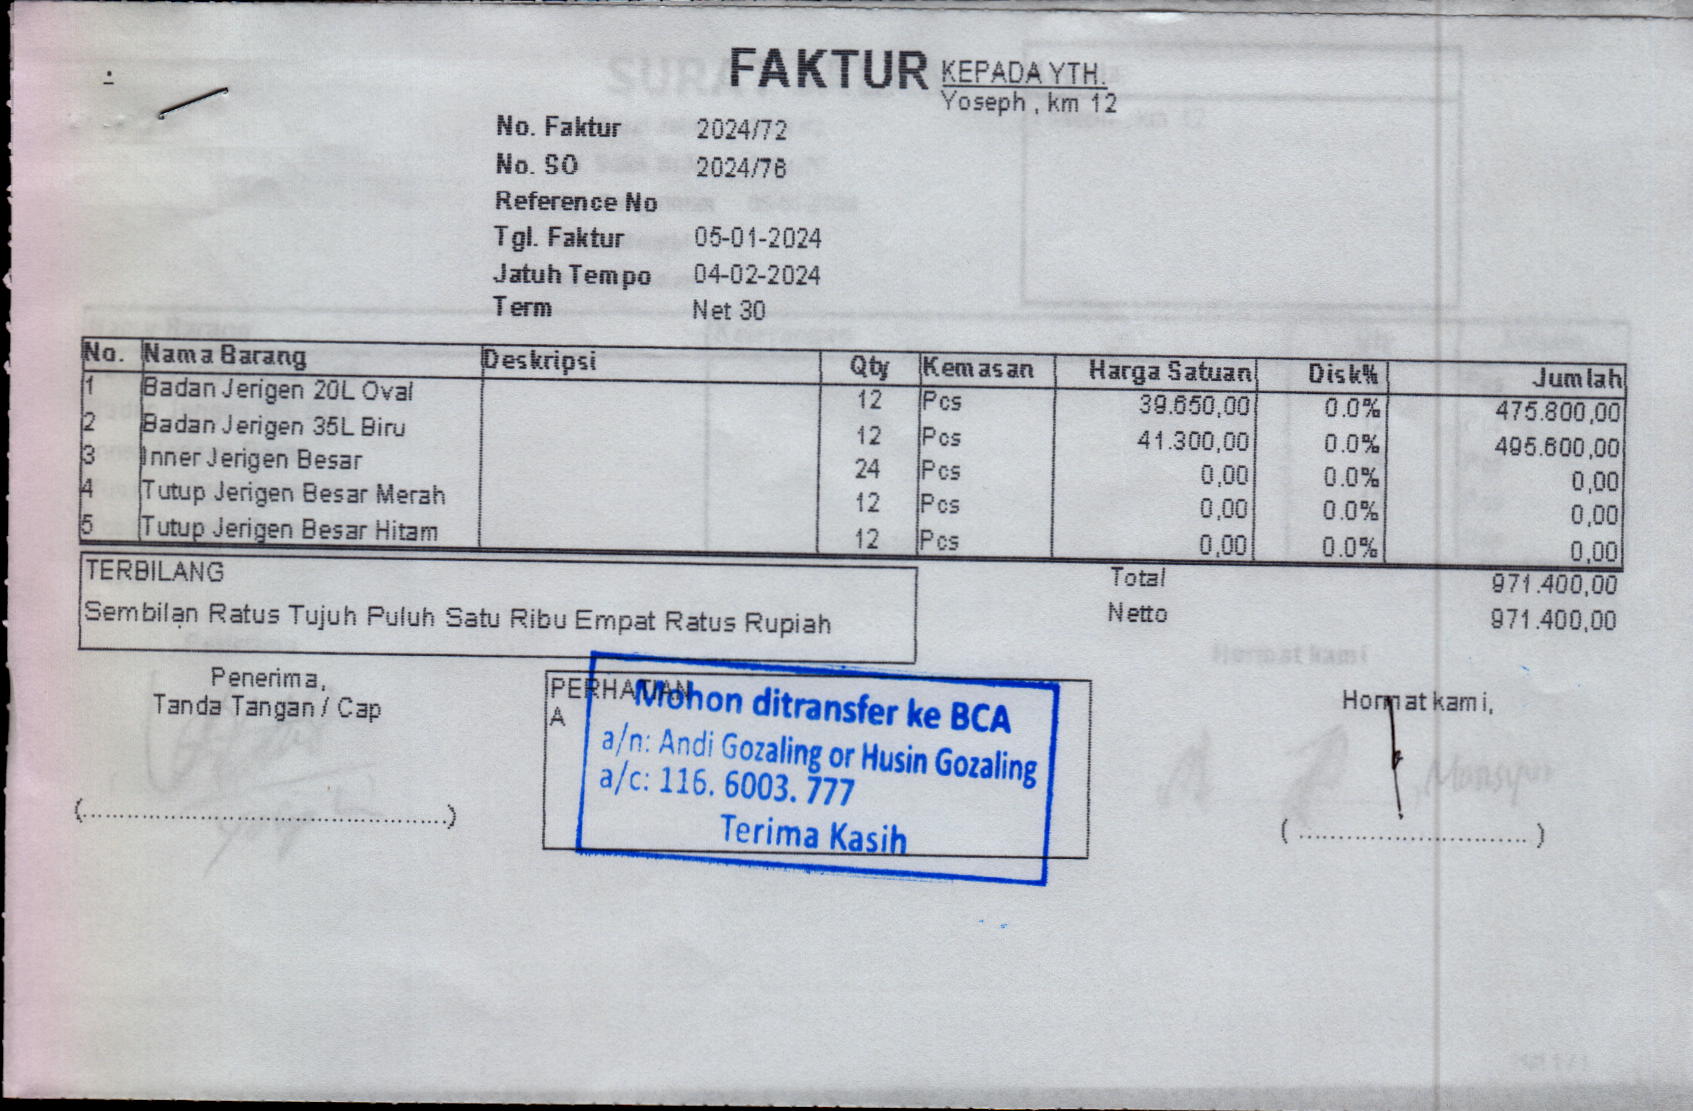 FAKTUR
KEPADA YTH.
Yoseph , km 12
No. Faktur 2024/72
No. SO 2024/76
Reference No
Tgl. Faktur 05-01-2024
Jatuh Tempo 04-02-2024
Term Net 30
No. Nama Barang Deskripsi Qty Kemasan Harga Satuan Disk% Jumlah
1 Badan Jerigen 20L Oval 12 Pcs 39.650,00 0.0% 475.800,00
2 Badan Jerigen 35L Biru 12 Pcs 41.300,00 0.0% 495.600,00
3 Inner Jerigen Besar 24 Pcs 0,00 0.0% 0,00
4 Tutup Jerigen Besar Merah 12 Pcs 0,00 0.0% 0,00
5 Tutup Jerigen Besar Hitam 12 Pcs 0,00 0.0% 0,00
TERBILANG
Sembilan Ratus Tujuh Puluh Satu Ribu Empat Ratus Rupiah
Total 971.400,00
Netto 971.400,00
Penerima,
Tanda Tangan / Cap
(..................................................)
PERHATIAN
A
Mohon ditransfer ke BCA
a/n: Andi Gozaling or Husin Gozaling
a/c: 116. 6003. 777
Terima Kasih
Hormat kami,
( ................................ )